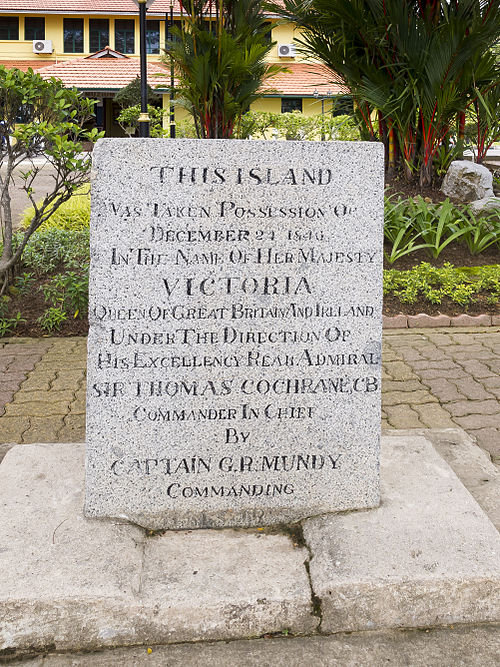 THIS ISLAND
WAS TAKEN POSSESSION OF
DECEMBER 24 1846
IN THE NAME OF HER MAJESTY
VICTORIA
QUEEN OF GREAT BRITAIN AND IRELAND
UNDER THE DIRECTION OF
HIS EXCELLENCY REAR ADMIRAL
SIR THOMAS COCHRANE, CB
COMMANDER IN CHIEF
BY
CAPTAIN G.R. MUNDY
COMMANDING